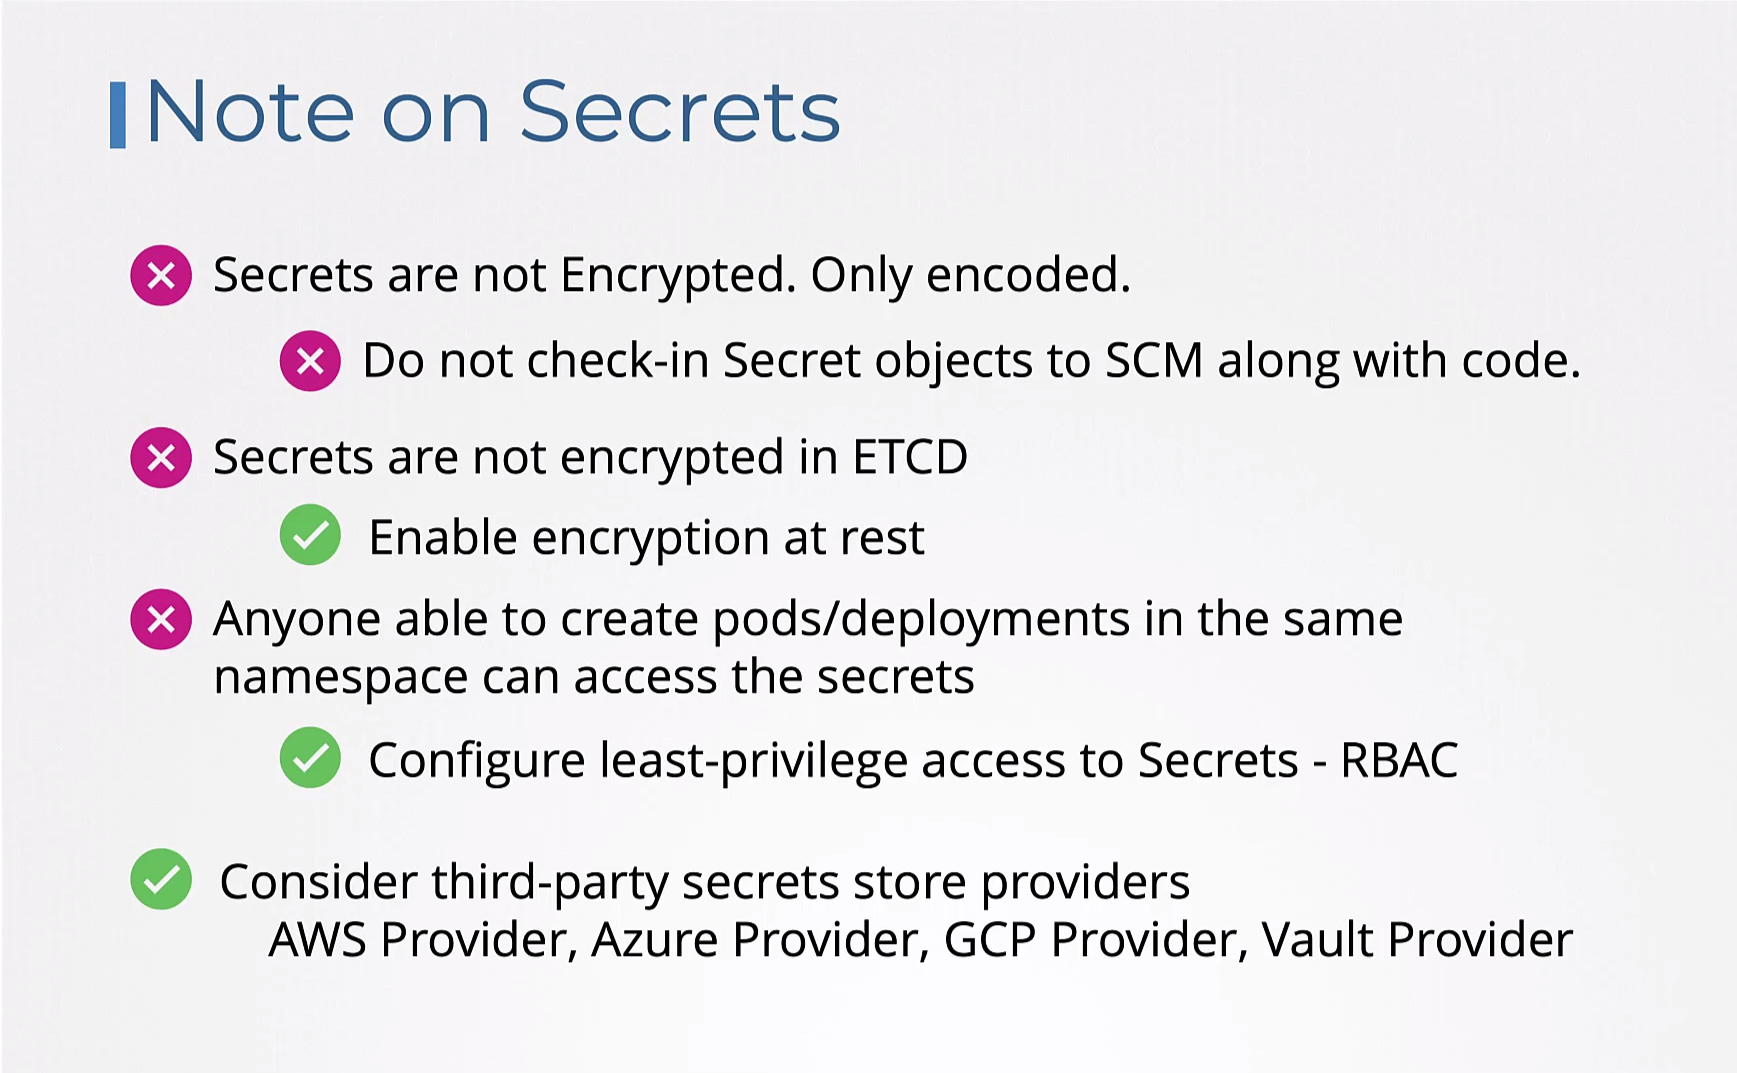 Note on Secrets
Secrets are not Encrypted. Only encoded.
Do not check-in Secret objects to SCM along with code.
Secrets are not encrypted in ETCD
Enable encryption at rest
Anyone able to create pods/deployments in the same
namespace can access the secrets
Configure least-privilege access to Secrets - RBAC
Consider third-party secrets store providers
AWS Provider, Azure Provider, GCP Provider, Vault Provider